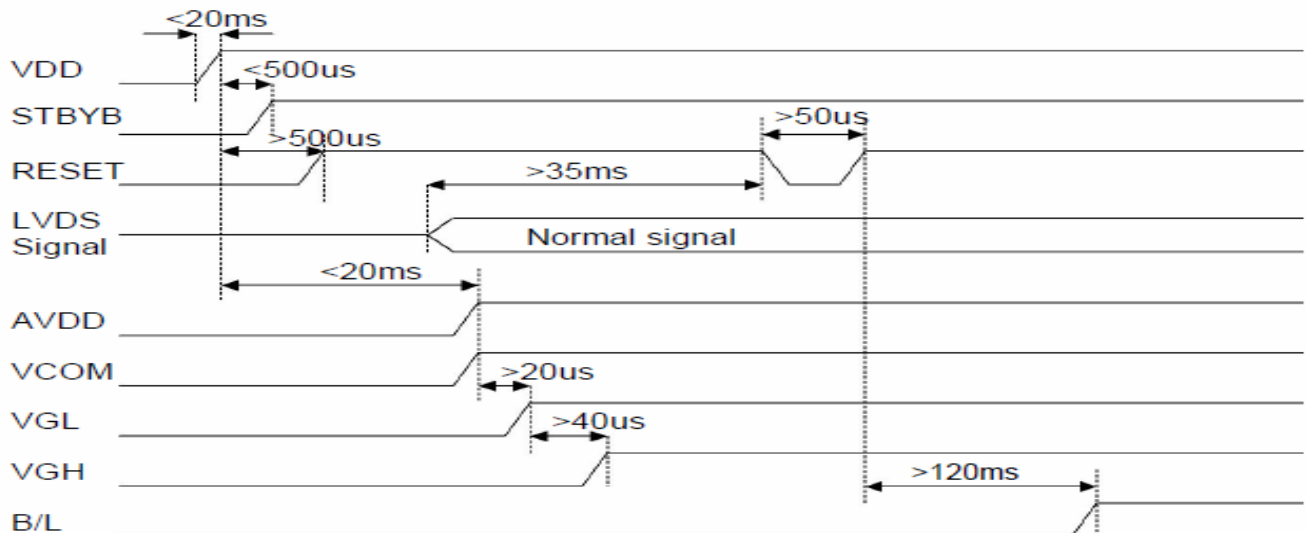 <20ms
VDD
<500us
STBYB
>50us
>500us
RESET
>35ms
LVDS
Signal
Normal signal
<20ms
AVDD
VCOM
>20us
VGL
>40us
VGH
>120ms
B/L